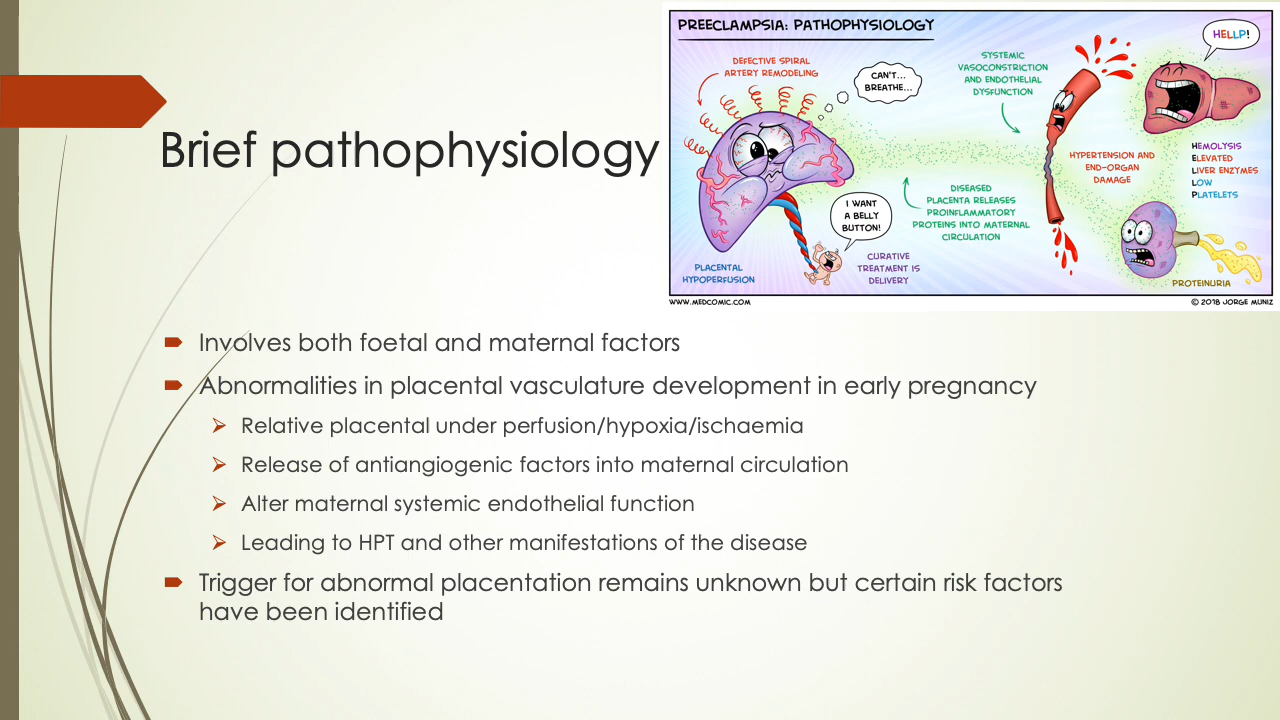 PREECLAMPSIA: PATHOPHYSIOLOGY
DEFECTIVE SPIRAL
ARTERY REMODELING
CAN'T...
BREATHE...
SYSTEMIC
VASOCONSTRICTION
AND ENDOTHELIAL
DYSFUNCTION
HELLP!
HYPERTENSION AND
END-ORGAN
DAMAGE
HEMOLYSIS
ELEVATED
LIVER ENZYMES
LOW
PLATELETS
I WANT
A BELLY
BUTTON!
DISEASED
PLACENTA RELEASES
PROINFLAMMATORY
PROTEINS INTO MATERNAL
CIRCULATION
PLACENTAL
HYPOPERFUSION
CURATIVE
TREATMENT IS
DELIVERY
PROTEINURIA
WWW.MEDCOMIC.COM
© 2018 JORGE MUNIZ
Brief pathophysiology
Involves both foetal and maternal factors
Abnormalities in placental vasculature development in early pregnancy
Relative placental under perfusion/hypoxia/ischaemia
Release of antiangiogenic factors into maternal circulation
Alter maternal systemic endothelial function
Leading to HPT and other manifestations of the disease
Trigger for abnormal placentation remains unknown but certain risk factors
have been identified